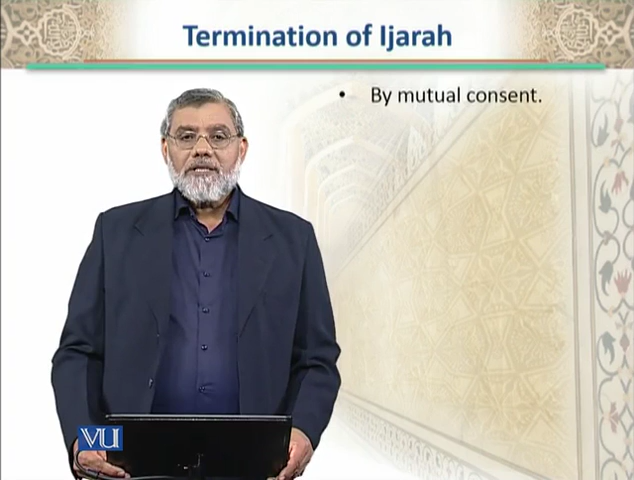 Termination of Ijarah
• By mutual consent.
VU